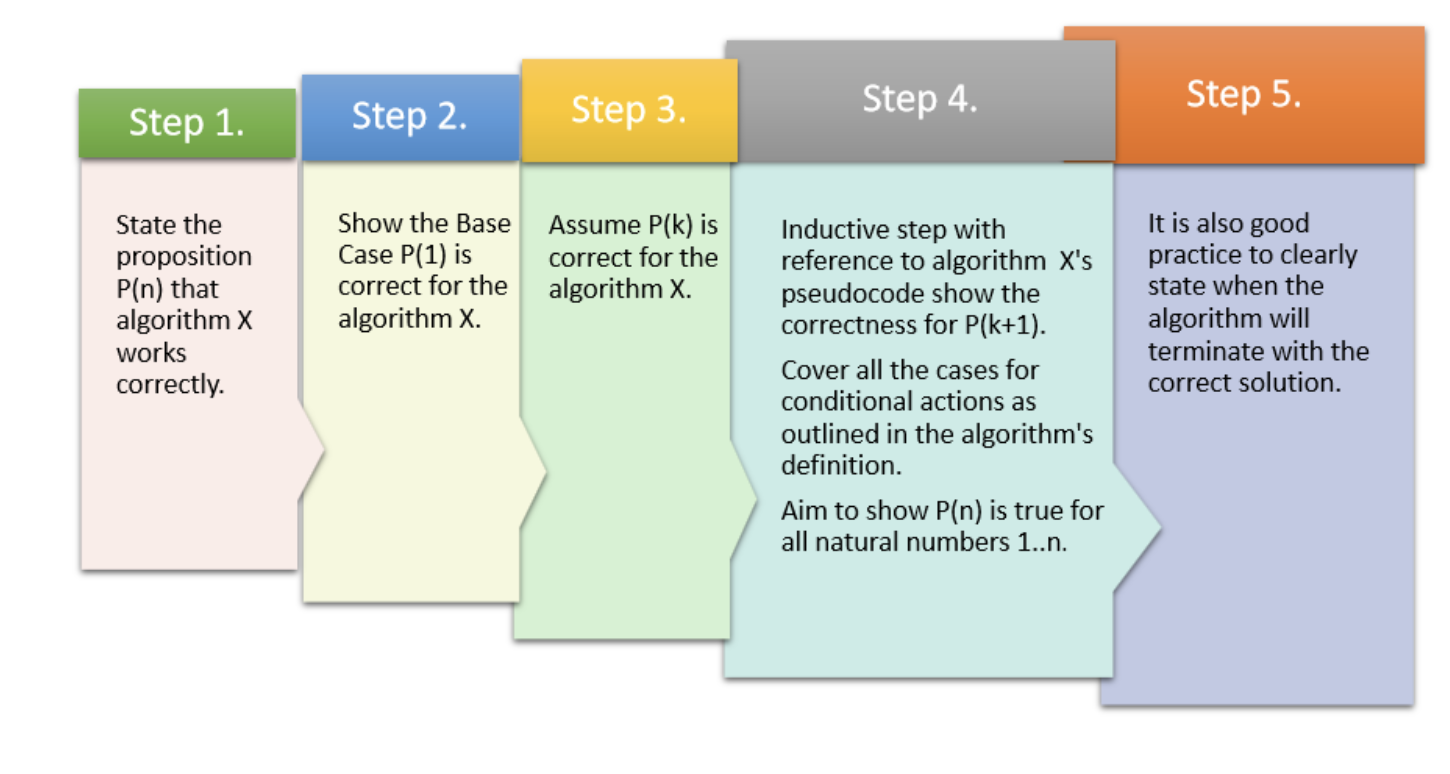 Step 1.
State the
proposition
P(n) that
algorithm X
works
correctly.
Step 2.
Show the Base
Case P(1) is
correct for the
algorithm X.
Step 3.
Assume P(k) is
correct for the
algorithm X.
Step 4.
Inductive step with
reference to algorithm  X's
pseudocode show the
correctness for P(k+1).
Cover all the cases for
conditional actions as
outlined in the algorithm's
definition.
Aim to show P(n) is true for
all natural numbers 1..n.
Step 5.
It is also good
practice to clearly
state when the
algorithm will
terminate with the
correct solution.